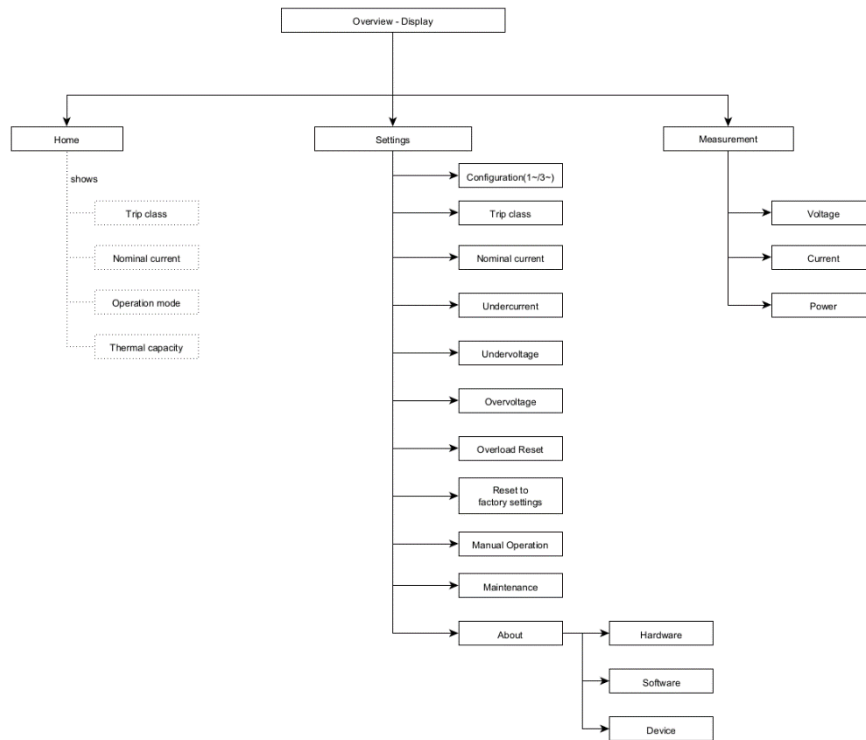 Overview - Display
Home
Settings
Measurement
shows
Trip class
Nominal current
Operation mode
Thermal capacity
Configuration(1~/3~)
Trip class
Nominal current
Undercurrent
Undervoltage
Overvoltage
Overload Reset
Reset to
factory settings
Manual Operation
Maintenance
About
Hardware
Software
Device
Voltage
Current
Power